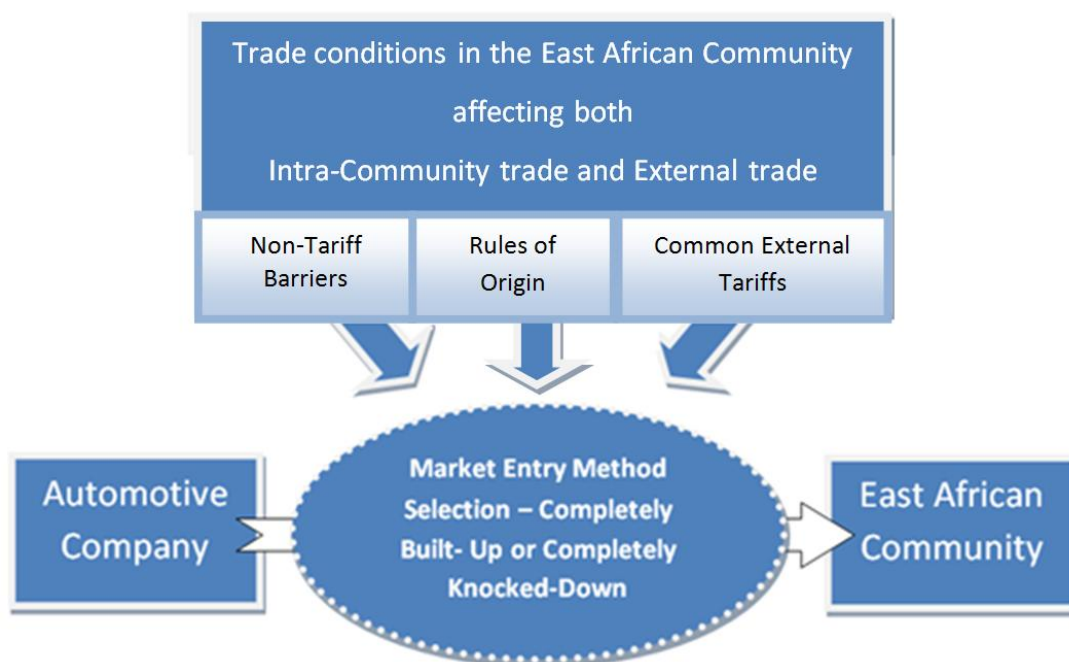 Trade conditions in the East African Community
affecting both
Intra-Community trade and External trade
Non-Tariff
Barriers
Rules of
Origin
Common External
Tariffs
Automotive
Company
Market Entry Method
Selection – Completely
Built- Up or Completely
Knocked-Down
East African
Community